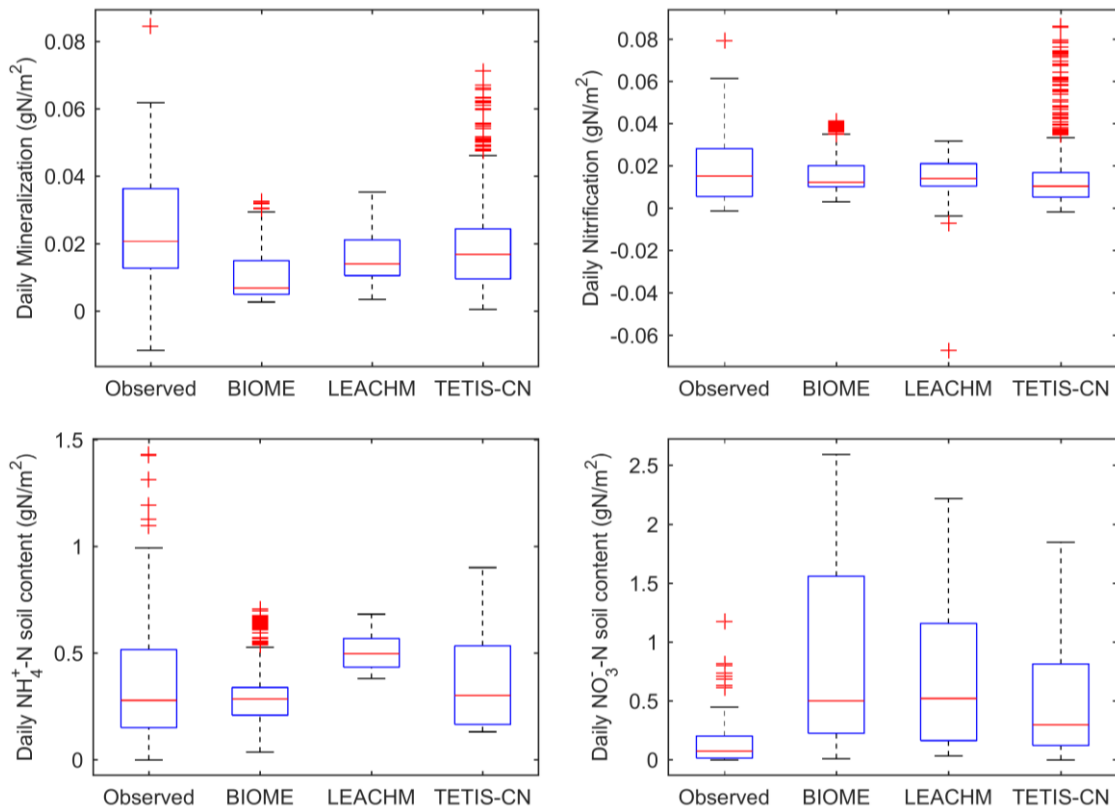 Daily Mineralization (gN/m²)
0.08
0.06
0.04
0.02
0
Observed BIOME LEACHM TETIS-CN
Daily Nitrification (gN/m²)
0.08
0.06
0.04
0.02
0
-0.02
-0.04
-0.06
Observed BIOME LEACHM TETIS-CN
Daily NH₄⁺-N soil content (gN/m²)
1.5
1
0.5
0
Observed BIOME LEACHM TETIS-CN
Daily NO₃⁻-N soil content (gN/m²)
2.5
2
1.5
1
0.5
0
Observed BIOME LEACHM TETIS-CN